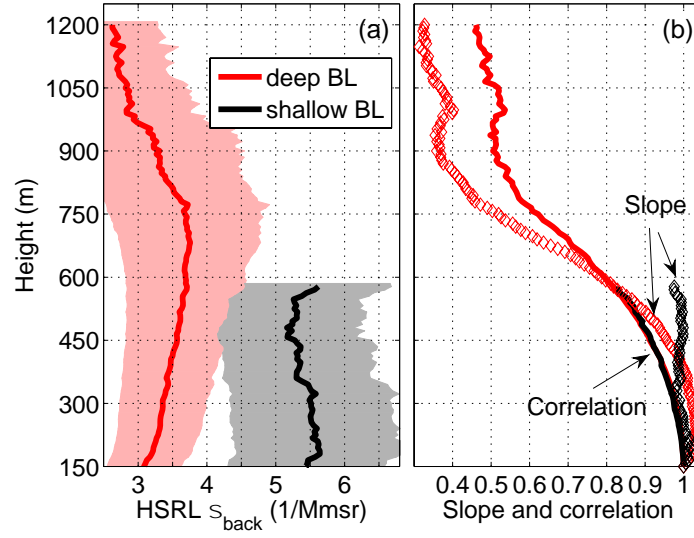 (a)
(b)
1200
1050
900
750
600
450
300
150
Height (m)
deep BL
shallow BL
3
4
5
6
HSRL σback (1/Mmsr)
Slope
Correlation
0.4 0.5 0.6 0.7 0.8 0.9 1
Slope and correlation